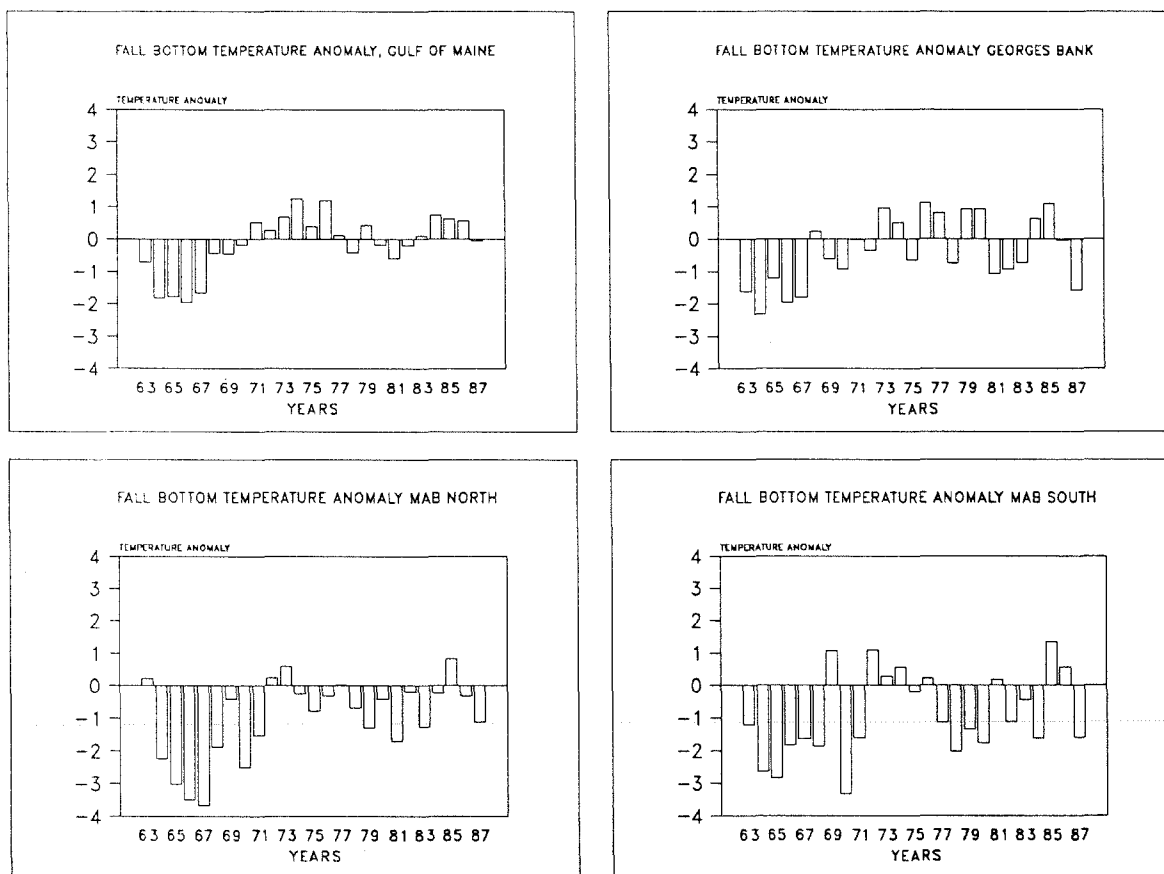 FALL BOTTOM TEMPERATURE ANOMALY, GULF OF MAINE
TEMPERATURE ANOMALY
4
3
2
1
0
-1
-2
-3
-4
63 65 67 69 71 73 75 77 79 81 83 85 87
YEARS
FALL BOTTOM TEMPERATURE ANOMALY GEORGES BANK
TEMPERATURE ANOMALY
4
3
2
1
0
-1
-2
-3
-4
63 65 67 69 71 73 75 77 79 81 83 85 87
YEARS
FALL BOTTOM TEMPERATURE ANOMALY MAB NORTH
TEMPERATURE ANOMALY
4
3
2
1
0
-1
-2
-3
-4
63 65 67 69 71 73 75 77 79 81 83 85 87
YEARS
FALL BOTTOM TEMPERATURE ANOMALY MAB SOUTH
TEMPERATURE ANOMALY
4
3
2
1
0
-1
-2
-3
-4
63 65 67 69 71 73 75 77 79 81 83 85 87
YEARS